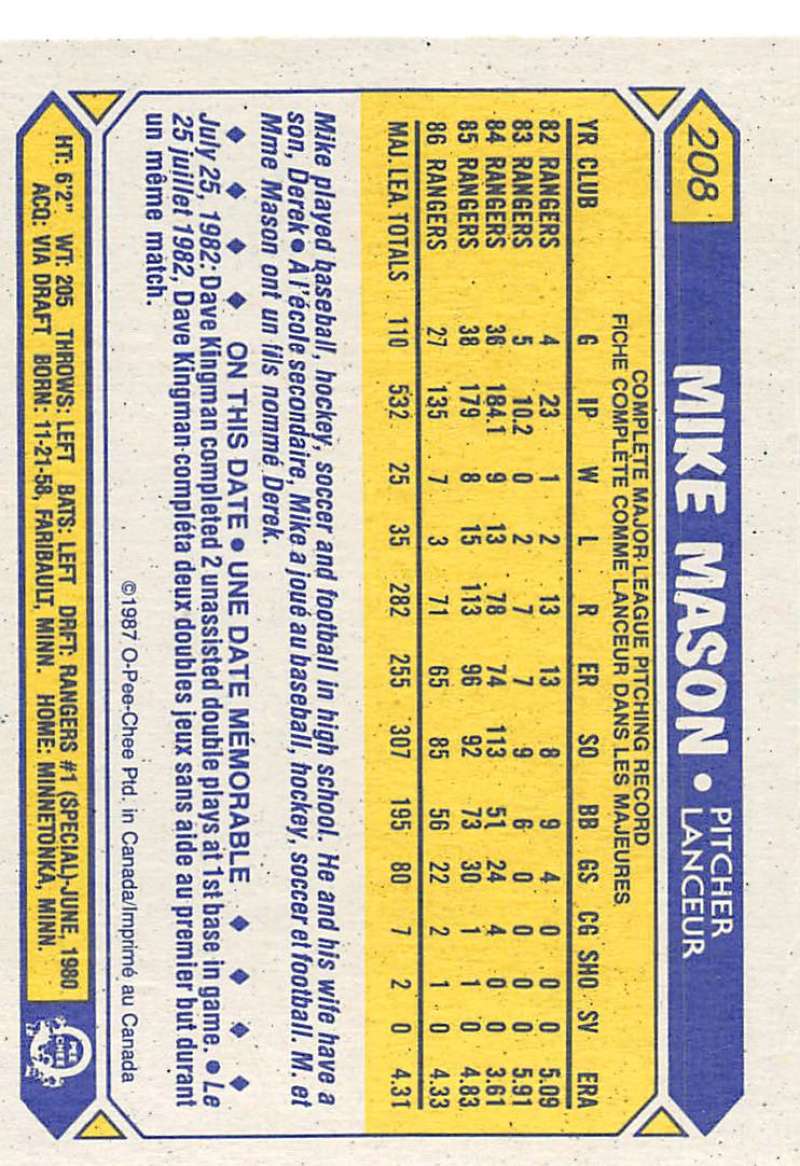 208
MIKE MASON • PITCHER
LANCEUR
COMPLETE MAJOR LEAGUE PITCHING RECORD
FICHE COMPLÈTE COMME LANCEUR DANS LES MAJEURES
YR CLUB G IP W L R ER SO BB GS CG SHO SV ERA
82 RANGERS 4 23 1 2 13 13 8 9 4 0 0 0 5.09
83 RANGERS 5 10.2 0 2 7 7 9 6 0 0 0 0 5.91
84 RANGERS 36 184.1 9 13 78 74 113 51 24 4 0 0 3.61
85 RANGERS 38 179 8 15 113 96 92 73 30 1 1 0 4.83
86 RANGERS 27 135 7 3 71 65 85 56 22 2 1 0 4.33
MAJ. LEA. TOTALS 110 532 25 35 282 255 307 195 80 7 2 0 4.31
Mike played baseball, hockey, soccer and football in high school. He and his wife have a
son, Derek • À l'école secondaire, Mike a joué au baseball, hockey, soccer et football. M. et
Mme Mason ont un fils nommé Derek.
ON THIS DATE • UNE DATE MÉMORABLE
July 25, 1982: Dave Kingman completed 2 unassisted double plays at 1st base in game. • Le
25 juillet 1982, Dave Kingman compléta deux doubles jeux sans aide au premier but durant
un même match.
©1987 O-Pee-Chee Ptd. in Canada/Imprimé au Canada
HT: 6'2" WT: 205 THROWS: LEFT BATS: LEFT DRFT: RANGERS #1 (SPECIAL)-JUNE, 1980
ACQ: VIA DRAFT BORN: 11-21-58, FARIBAULT, MINN. HOME: MINNETONKA, MINN.
O
PEE
CHEE